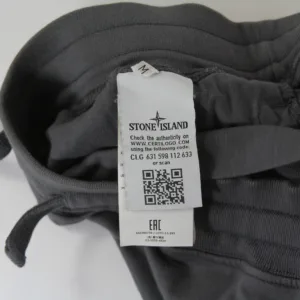 M
STONE ISLAND
Check the authenticity on
WWW.CERTILOGO.COM
using the following code:
CLG 631 598 112 633
EAC